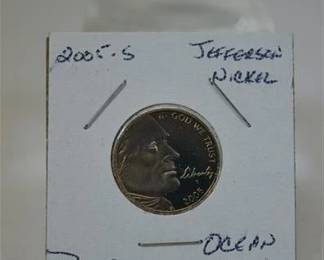 2005-S
JEFFERSON
NICKEL
IN GOD WE TRUST
Liberty
2005
OCEAN